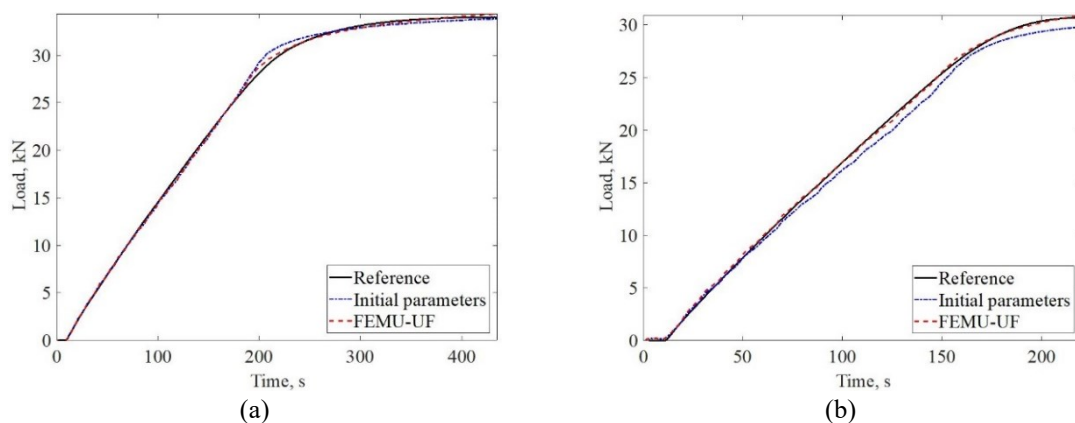 30
25
20
15
10
5
0
Load, kN
0
100
200
300
400
Time, s
Reference
Initial parameters
FEMU-UF
(a)
30
25
20
15
10
5
0
Load, kN
50
100
150
200
Time, s
Reference
Initial parameters
FEMU-UF
(b)